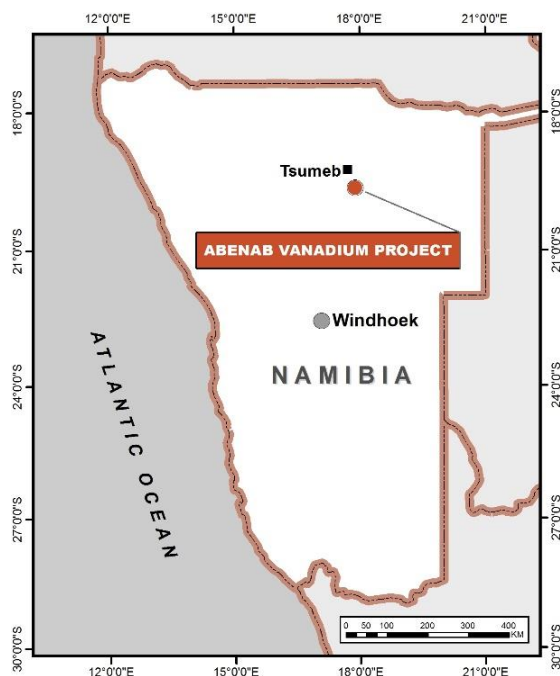 12°0'0"E 15°0'0"E 18°0'0"E 21°0'0"E
18°0'0"S 18°0'0"S
Tsumeb
ABENAB VANADIUM PROJECT
21°0'0"S 21°0'0"S
Windhoek
NAMIBIA
24°0'0"S 24°0'0"S
ATLANTIC OCEAN
27°0'0"S 27°0'0"S
0 50 100 200 300 400
KM
30°0'0"S 30°0'0"S
12°0'0"E 15°0'0"E 18°0'0"E 21°0'0"E